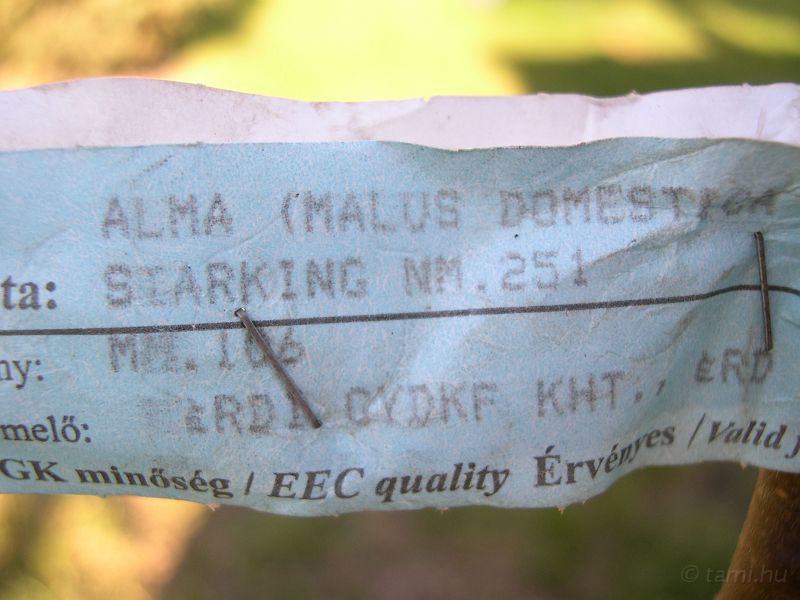 ALMA (MALUS DOMESTICA
ta: STARKING NM.251
ny: MM.106
melő: ÉRDI GYDKF KHT., ÉRD
GK minőség / EEC quality Érvényes / Valid f
© tami.hu